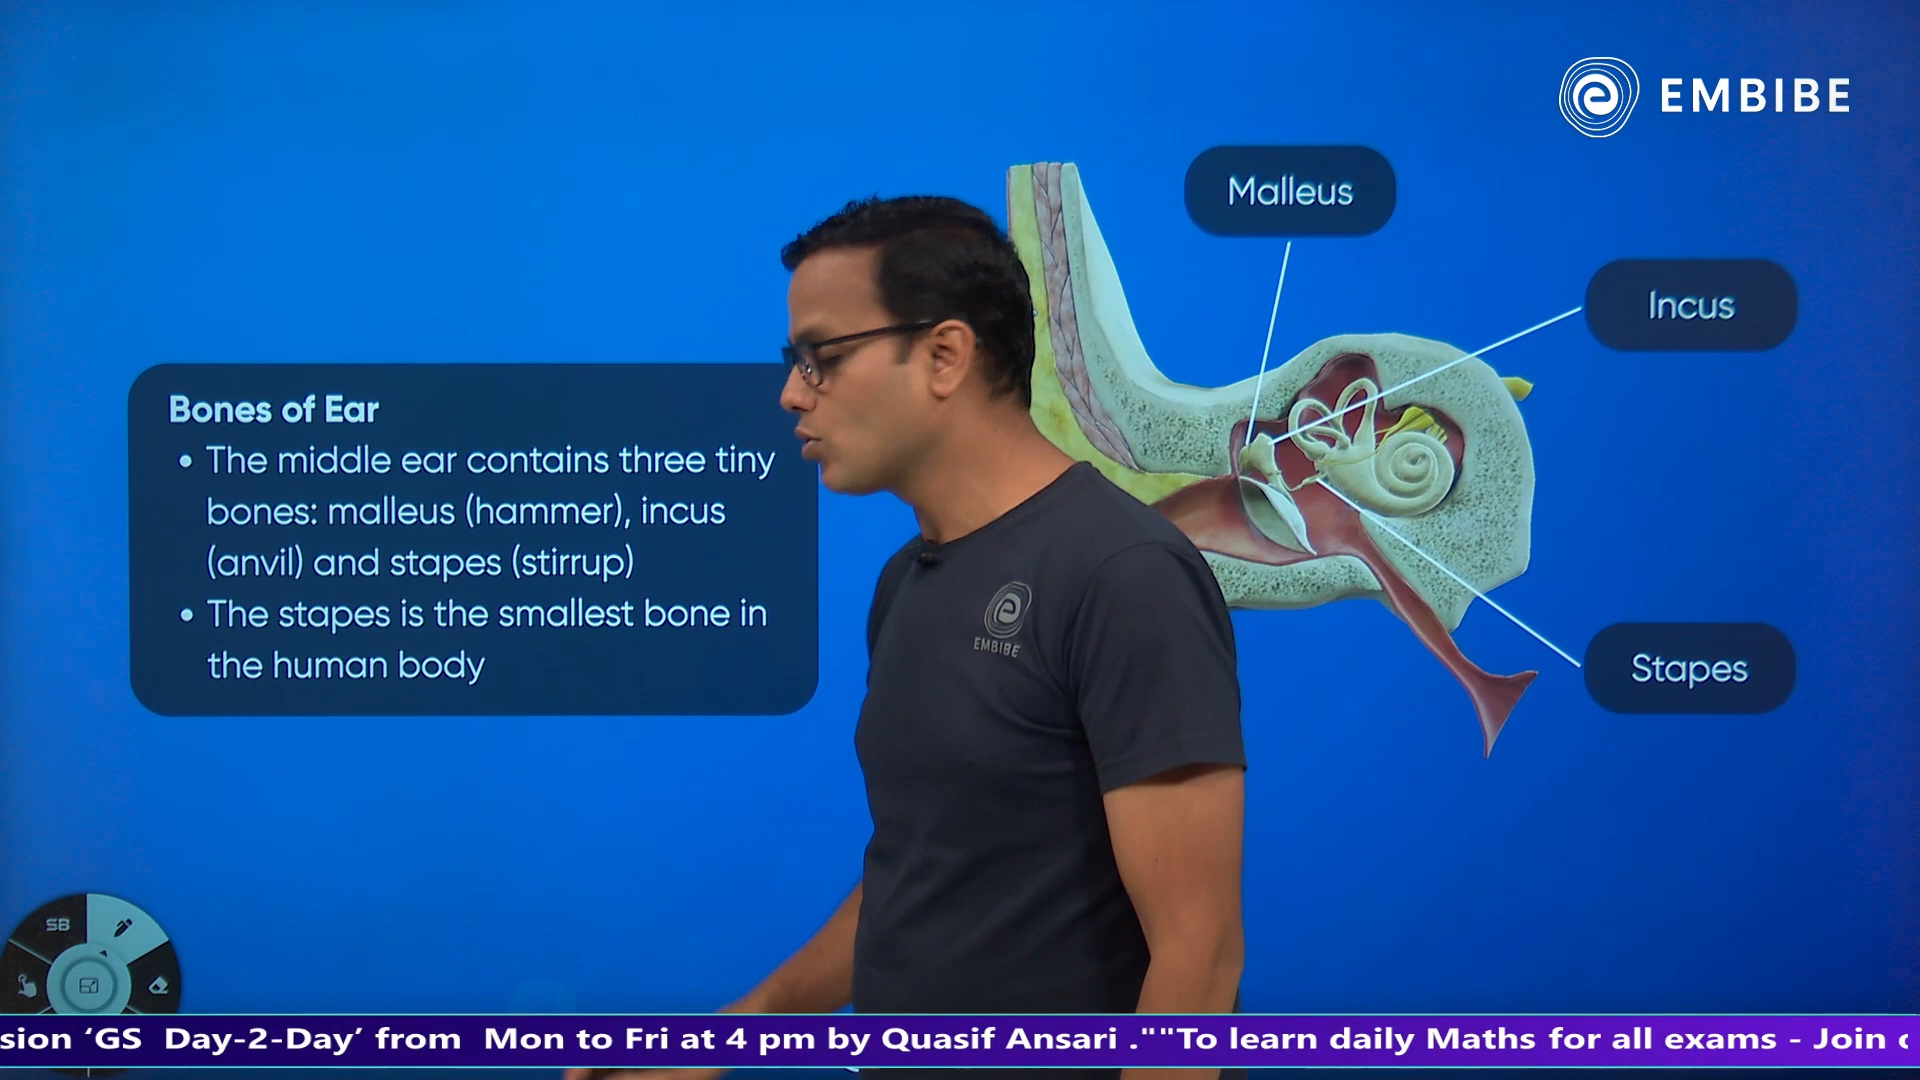 EMBIBE
Malleus
Incus
Bones of Ear
• The middle ear contains three tiny
bones: malleus (hammer), incus
(anvil) and stapes (stirrup)
• The stapes is the smallest bone in
the human body
EMBIBE
Stapes
SB
sion ‘GS Day-2-Day’ from Mon to Fri at 4 pm by Quasif Ansari .""To learn daily Maths for all exams - Join